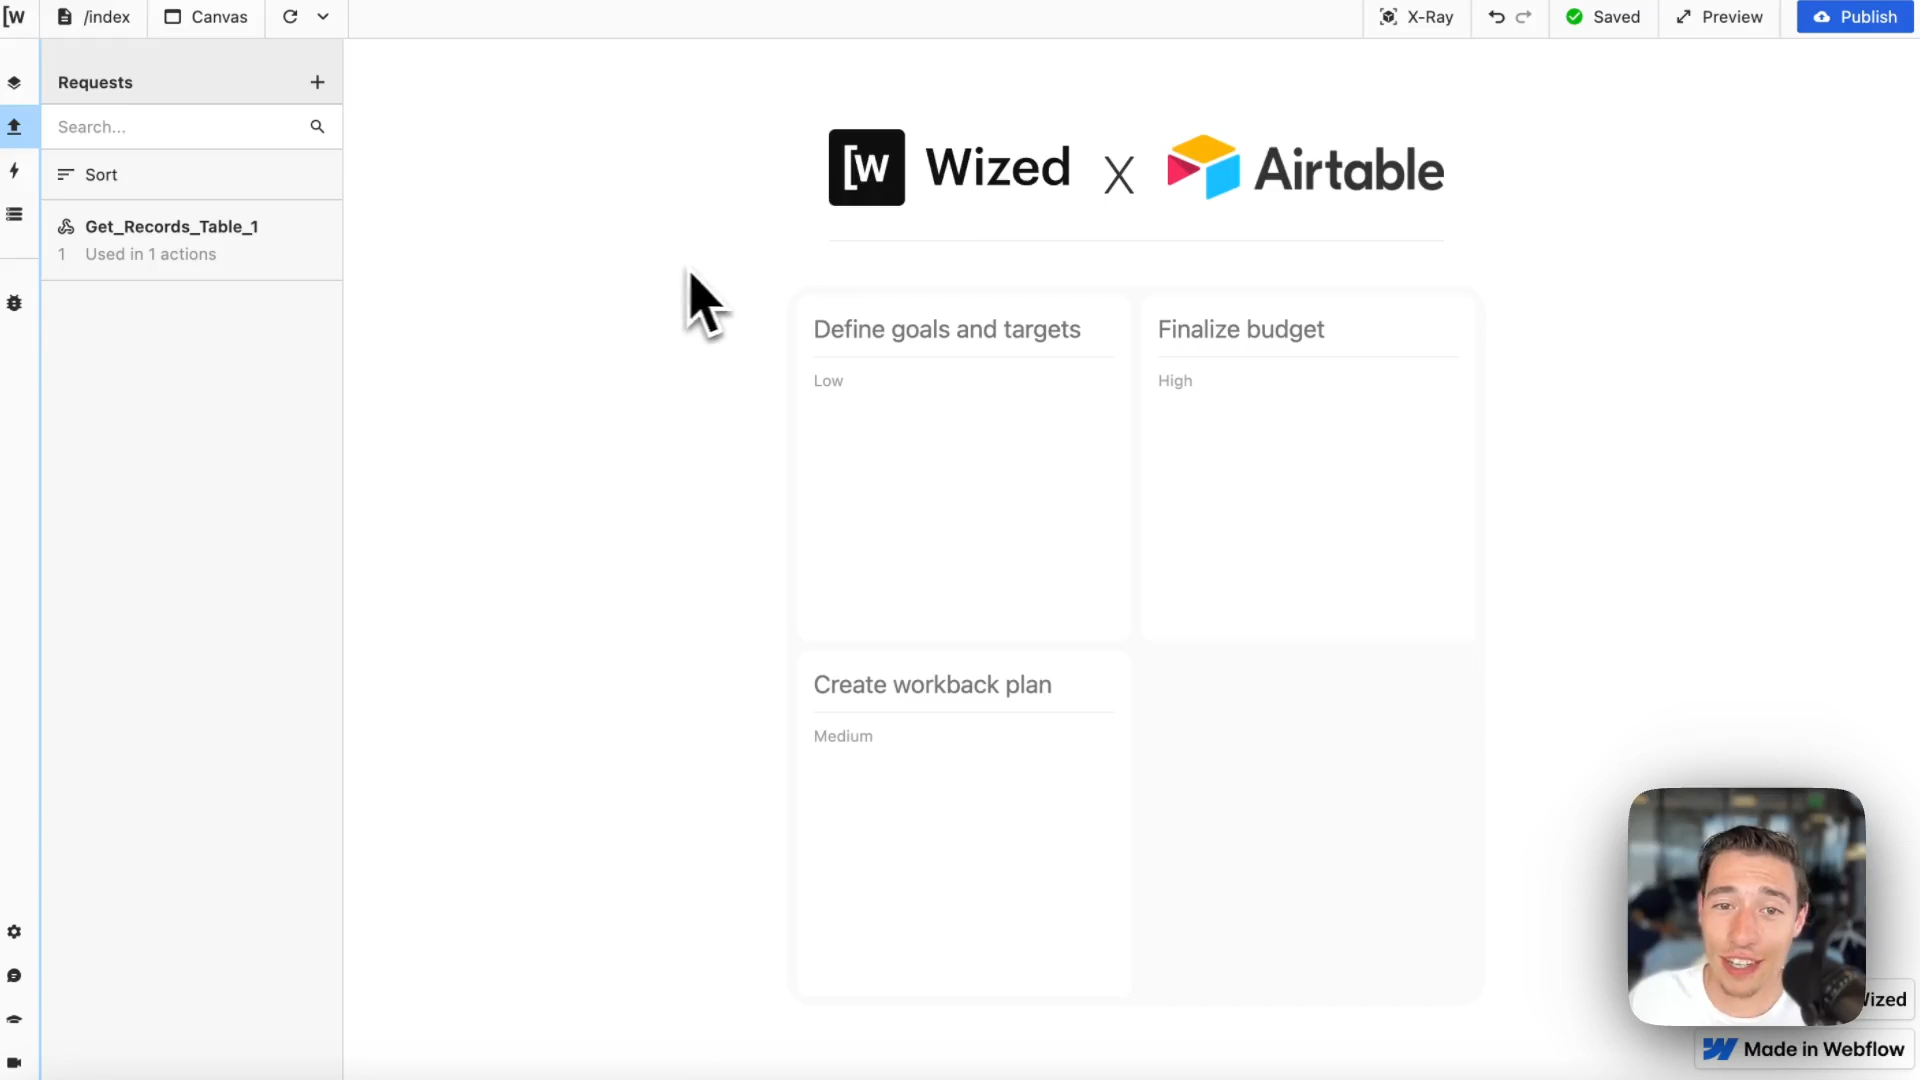 [W
/index
Canvas
X-Ray
Saved
Preview
Publish
Requests
Search...
Sort
Get_Records_Table_1
1 Used in 1 actions
[W Wized X Airtable
Define goals and targets
Low
Finalize budget
High
Create workback plan
Medium
Made in Webflow